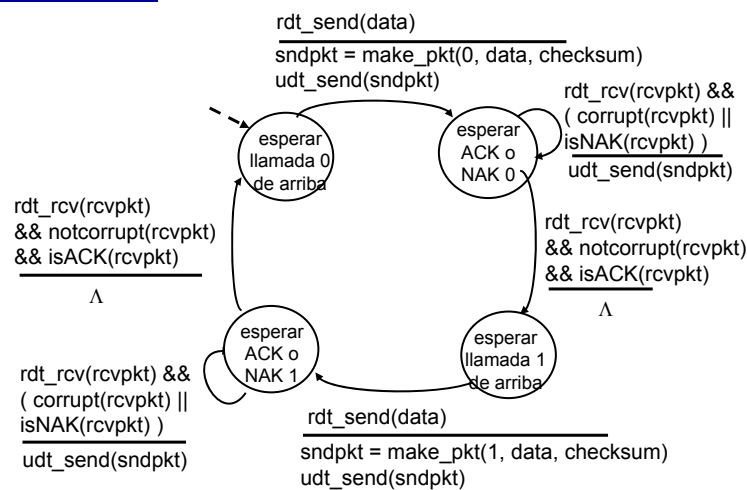 rdt_send(data)
sndpkt = make_pkt(0, data, checksum)
udt_send(sndpkt)
esperar
llamada 0
de arriba
esperar
ACK o
NAK 0
rdt_rcv(rcvpkt) &&
( corrupt(rcvpkt) ||
isNAK(rcvpkt) )
udt_send(sndpkt)
rdt_rcv(rcvpkt)
&& notcorrupt(rcvpkt)
&& isACK(rcvpkt)
Λ
rdt_rcv(rcvpkt)
&& notcorrupt(rcvpkt)
&& isACK(rcvpkt)
Λ
esperar
ACK o
NAK 1
esperar
llamada 1
de arriba
rdt_rcv(rcvpkt) &&
( corrupt(rcvpkt) ||
isNAK(rcvpkt) )
udt_send(sndpkt)
rdt_send(data)
sndpkt = make_pkt(1, data, checksum)
udt_send(sndpkt)